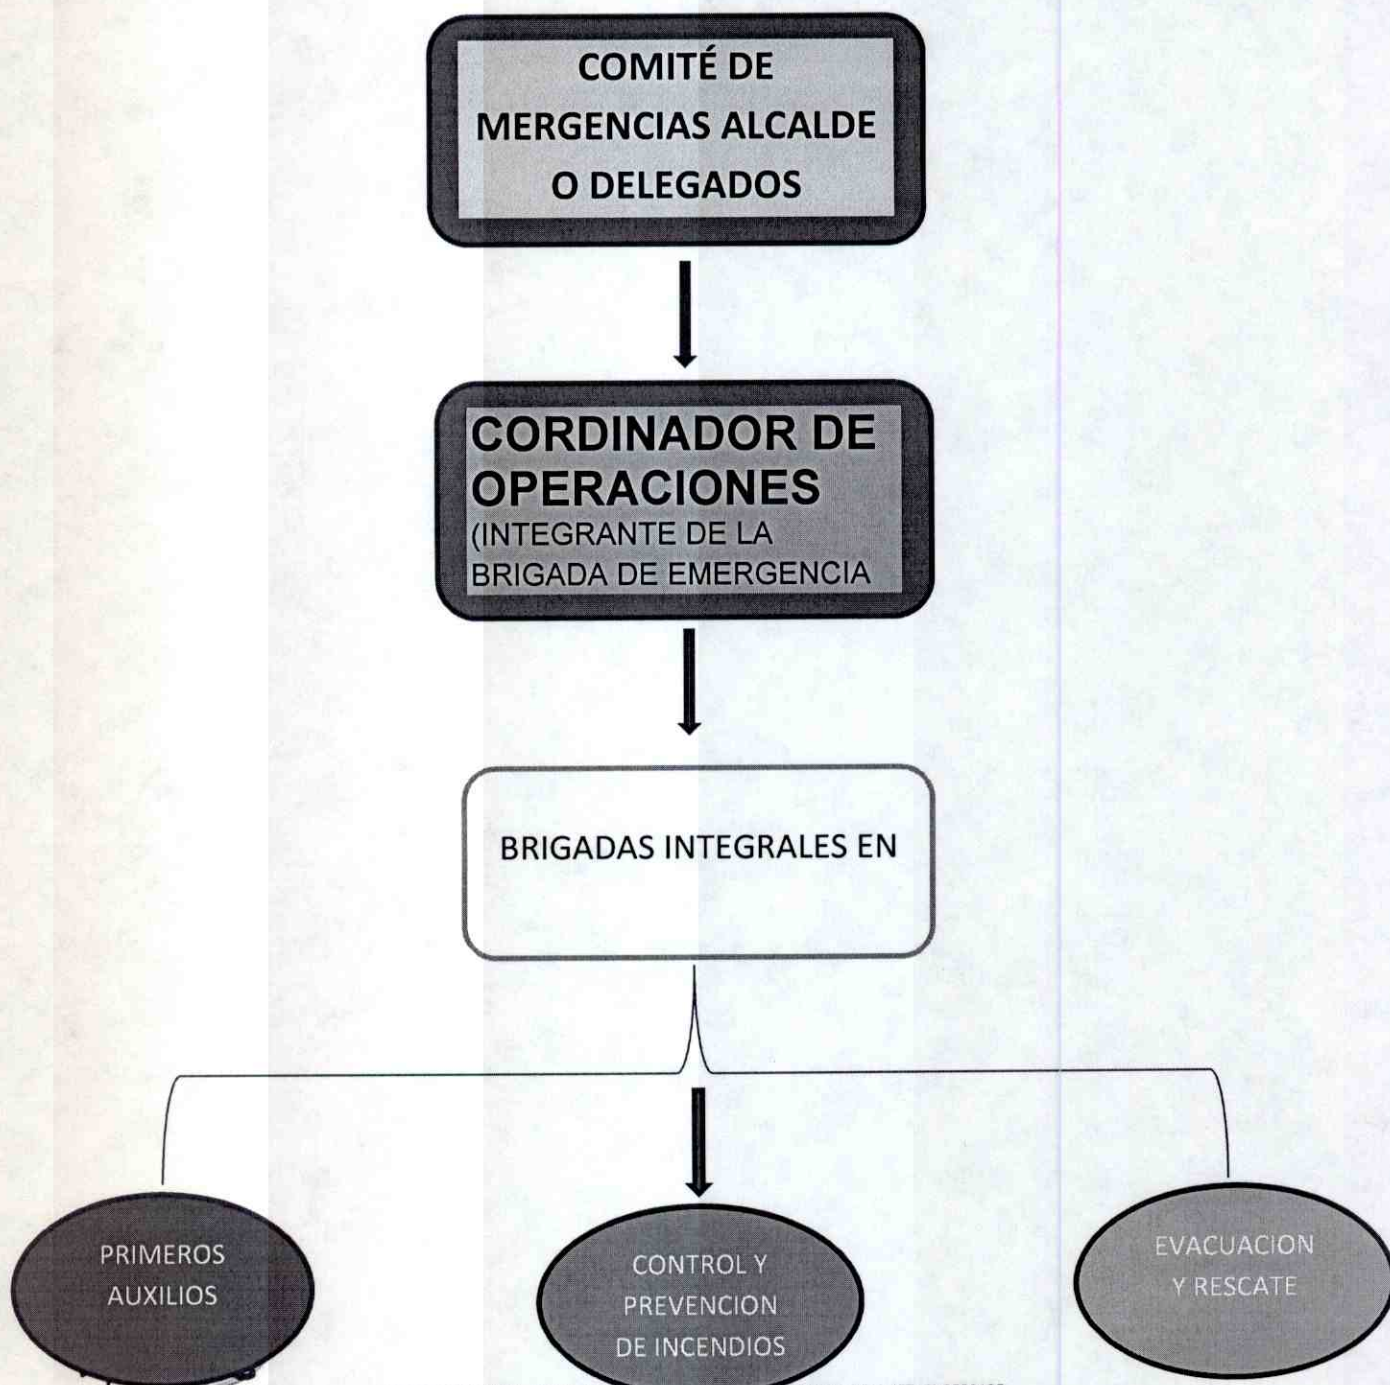 COMITÉ DE
MERGENCIAS ALCALDE
O DELEGADOS
CORDINADOR DE
OPERACIONES
(INTEGRANTE DE LA
BRIGADA DE EMERGENCIA
BRIGADAS INTEGRALES EN
PRIMEROS
AUXILIOS
CONTROL Y
PREVENCION
DE INCENDIOS
EVACUACION
Y RESCATE